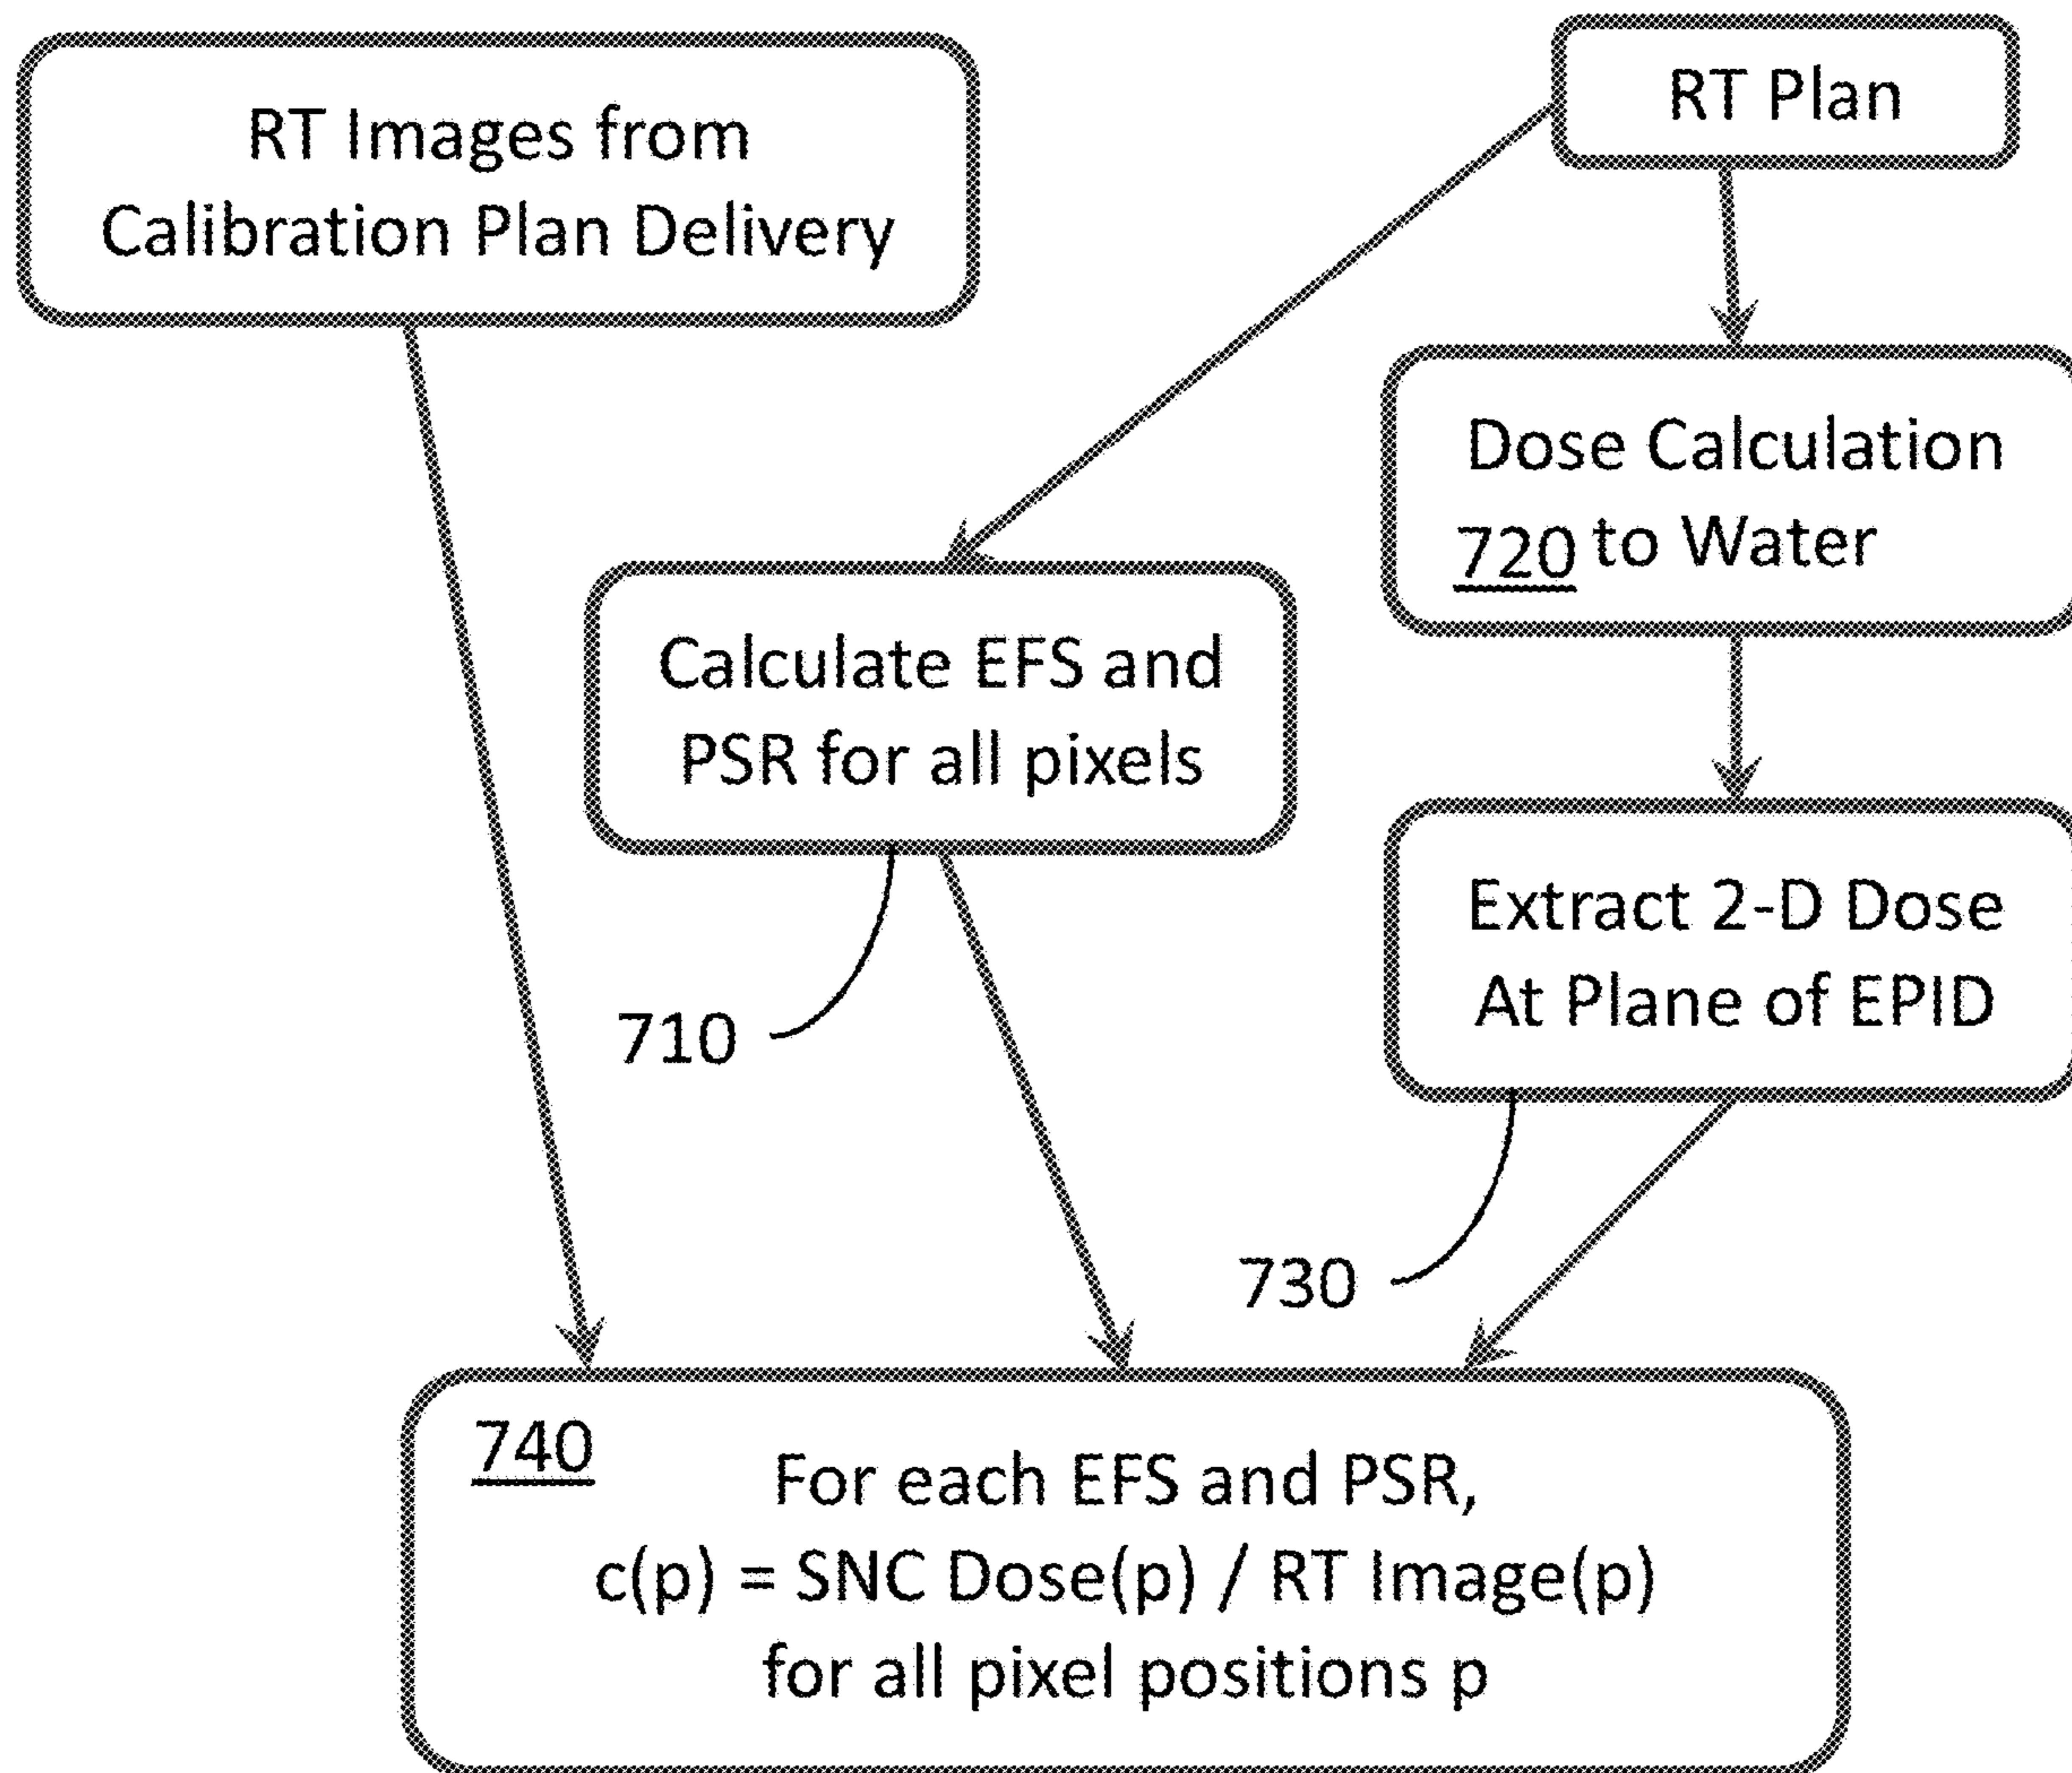 RT Images from
Calibration Plan Delivery
RT Plan
Dose Calculation
720 to Water
Calculate EFS and
PSR for all pixels
710
Extract 2-D Dose
At Plane of EPID
730
740
For each EFS and PSR,
c(p) = SNC Dose(p) / RT Image(p)
for all pixel positions p